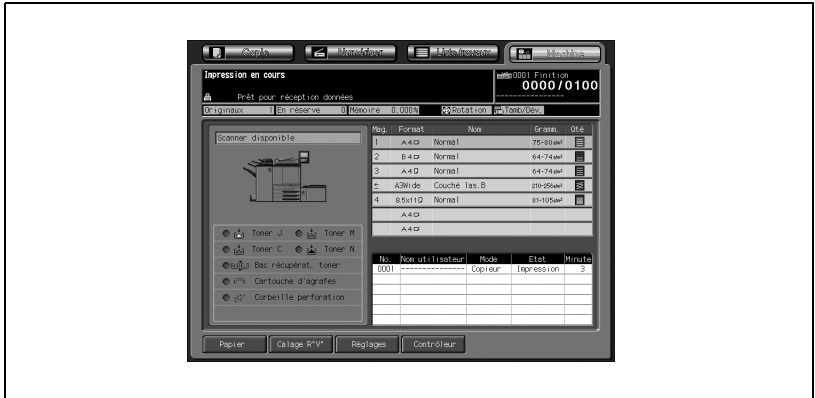 Copie Numériser Liste/travaux Machine
Impression en cours
0001 Finition
0000/0100
Prêt pour réception données
Originaux 1 En réserve 0 Mémoire 0.000% Rotation Tamb/Dév.
Scanner disponible
Mag. Format Nom Gramm. Qté
1 A4 Normal 75-80g/m²
2 B4 Normal 64-74g/m²
3 A4 Normal 64-74g/m²
± A3Wide Couché las.B 210-256g/m²
4 8.5x11 Normal 81-105g/m²
A4
A4
Toner J Toner M
Toner C Toner N
Bac récupérat. toner
Cartouche d'agrafes
Corbeille perforation
No. Nom utilisateur Mode Etat Minute
0001 --------------- Copieur Impression 3
Papier Calage R°V° Réglages Contrôleur